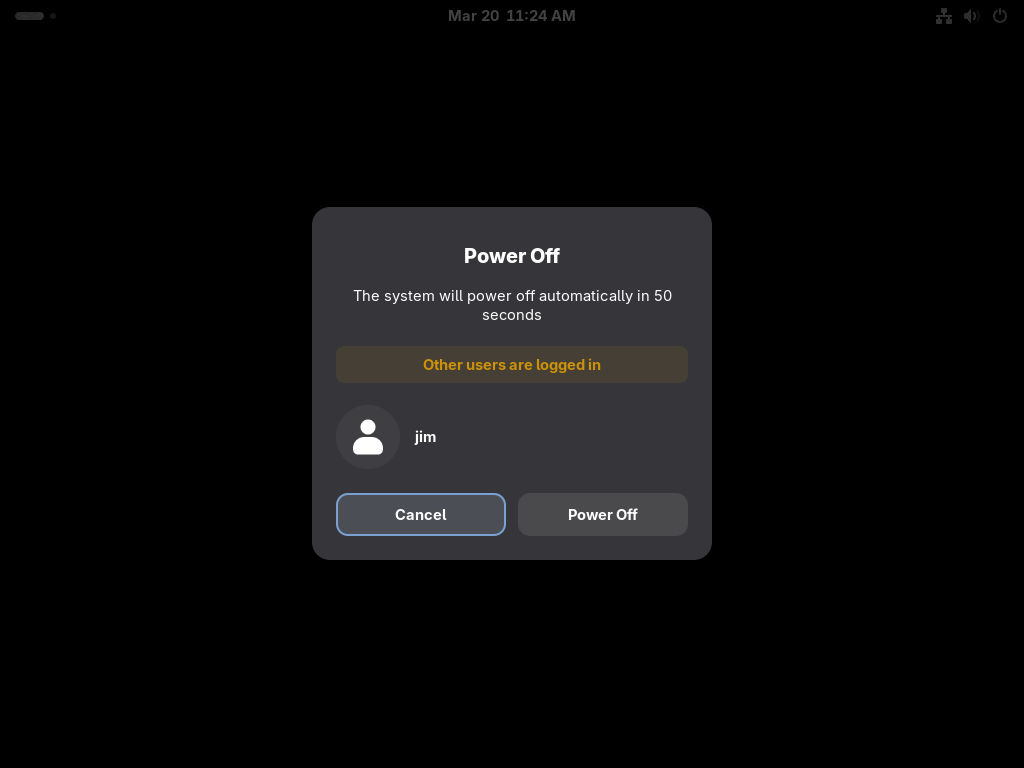 Mar 20  11:24 AM
Power Off
The system will power off automatically in 50
seconds
Other users are logged in
jim
Cancel
Power Off